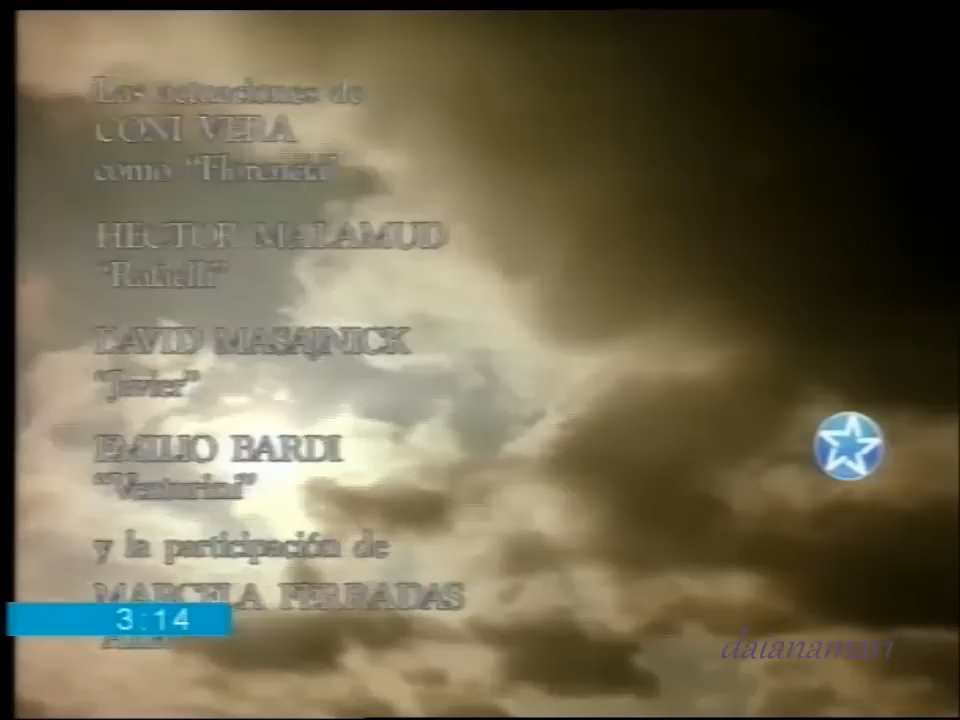 Las actuaciones de
CONI VERA
como "Florencia"
HECTOR MALAMUD
"Rafaelli"
DAVID MASAJNICK
"Javier"
EMILIO BARDI
"Venturini"
y la participación de
MARCELA FERRADAS
3:14
daianamari